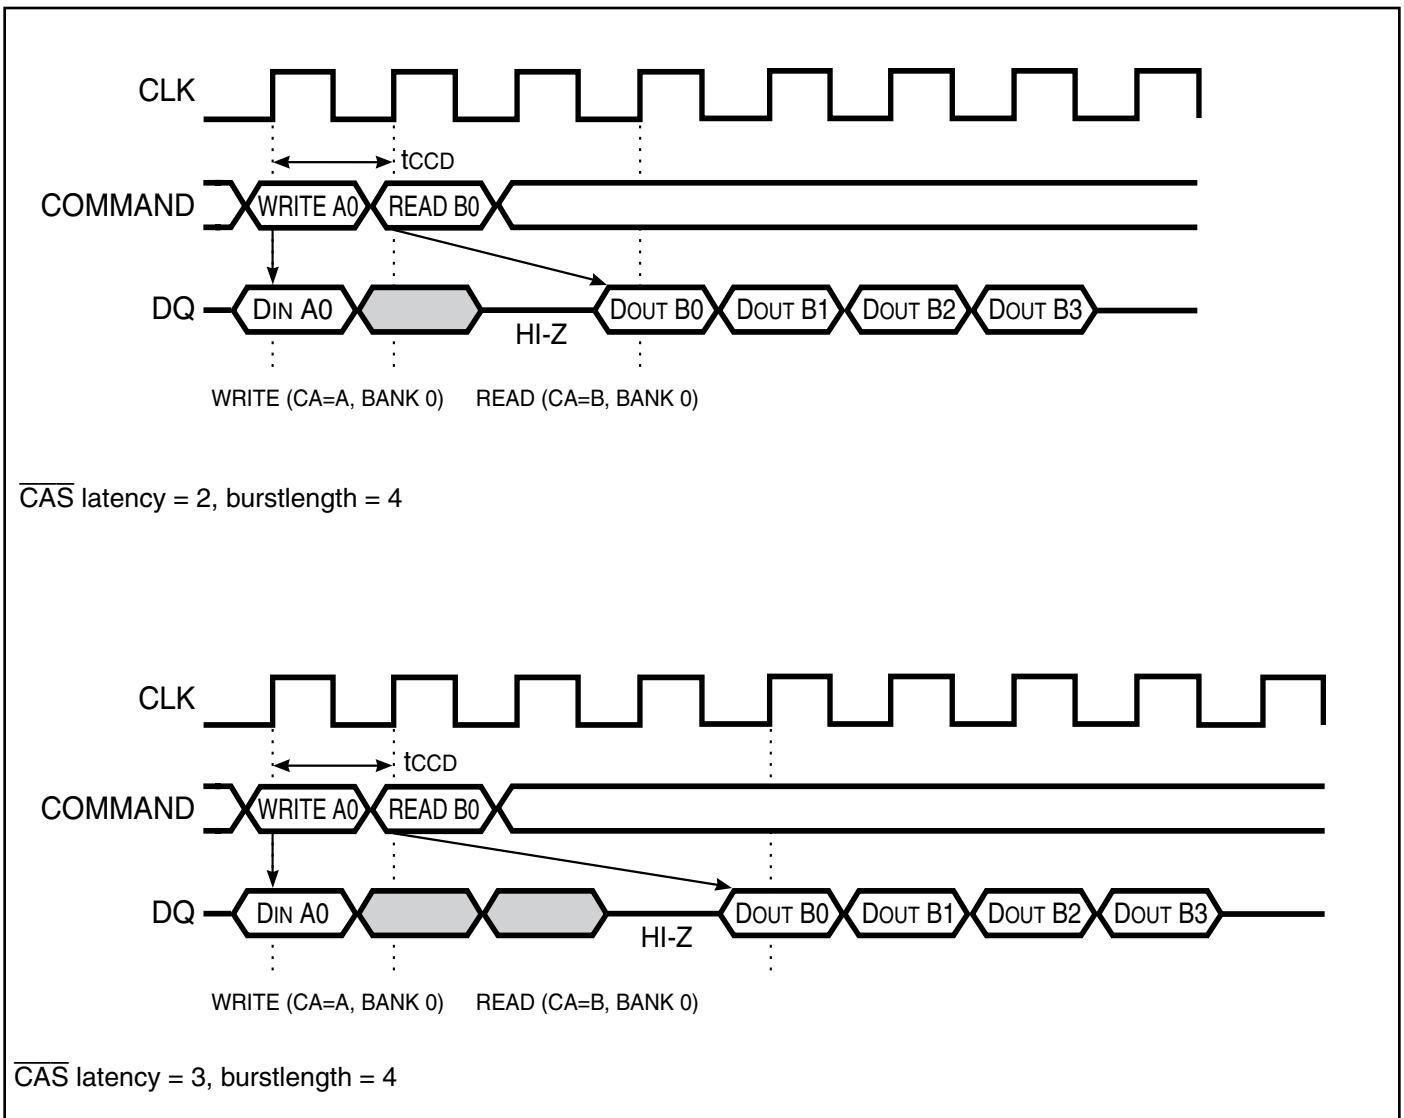 CLK
tCCD
COMMAND WRITE A0 READ B0
DQ DIN A0 DOUT B0 DOUT B1 DOUT B2 DOUT B3
HI-Z
WRITE (CA=A, BANK 0) READ (CA=B, BANK 0)
C̅A̅S̅ latency = 2, burstlength = 4
CLK
tCCD
COMMAND WRITE A0 READ B0
DQ DIN A0 DOUT B0 DOUT B1 DOUT B2 DOUT B3
HI-Z
WRITE (CA=A, BANK 0) READ (CA=B, BANK 0)
C̅A̅S̅ latency = 3, burstlength = 4